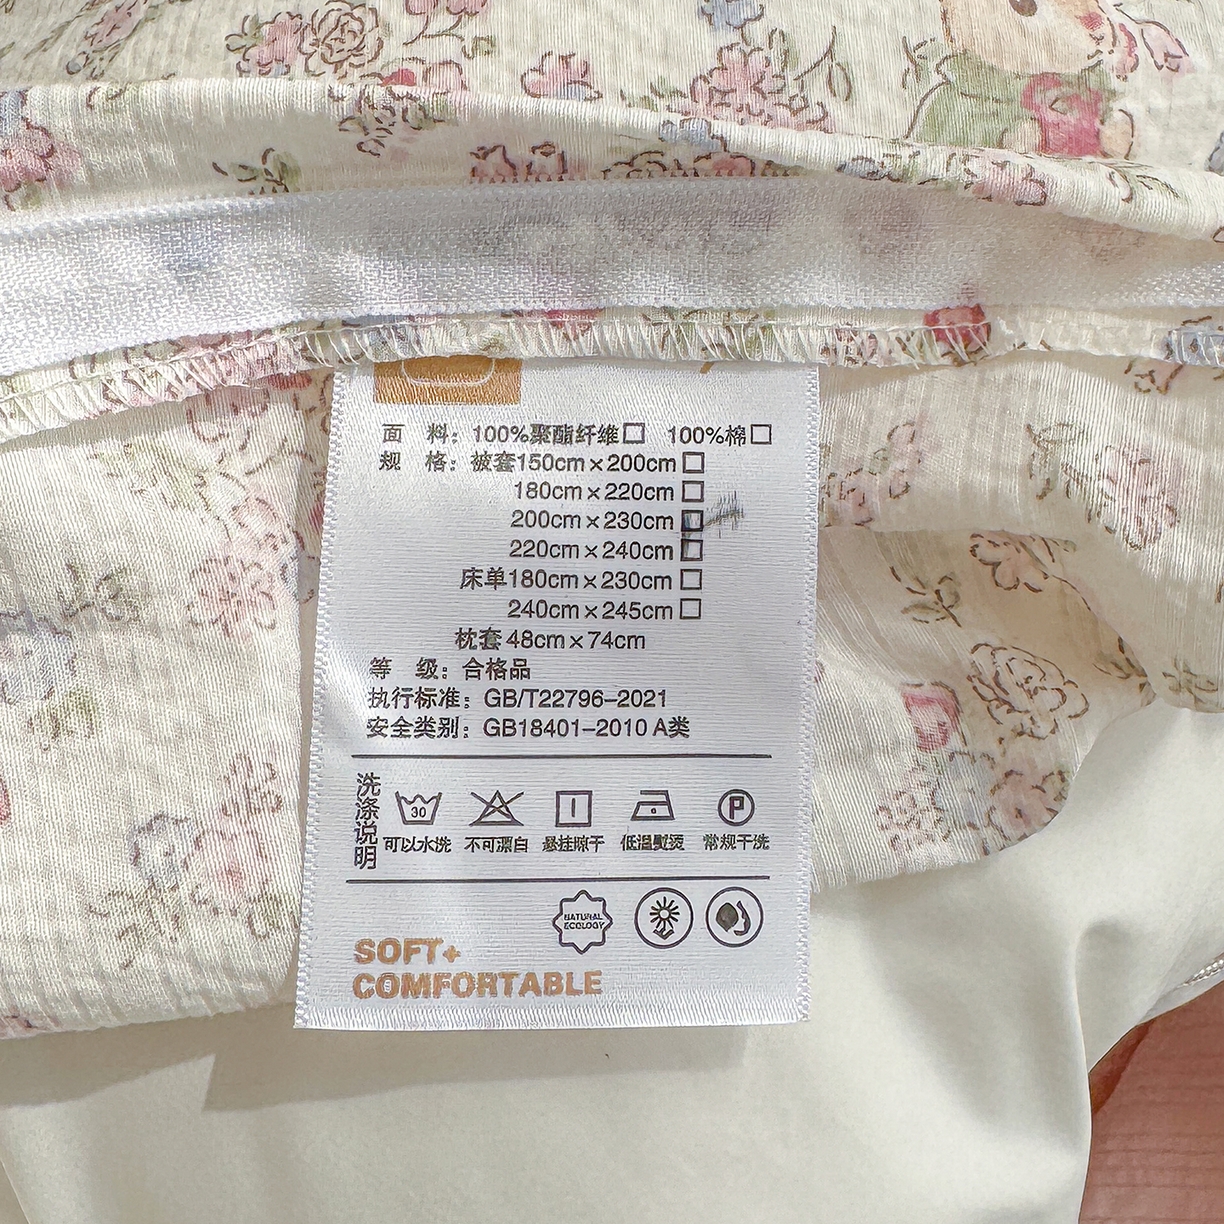 面 料：100%聚酯纤维□ 100%棉□
规 格：被套150cm×200cm□
180cm×220cm□
200cm×230cm□
220cm×240cm□
床单180cm×230cm□
240cm×245cm□
枕套48cm×74cm
等 级：合格品
执行标准：GB/T22796-2021
安全类别：GB18401-2010 A类
洗涤说明
30
P
可以水洗 不可漂白 悬挂晾干 低温熨烫 常规干洗
NATURAL
ECOLOGY
SOFT+
COMFORTABLE